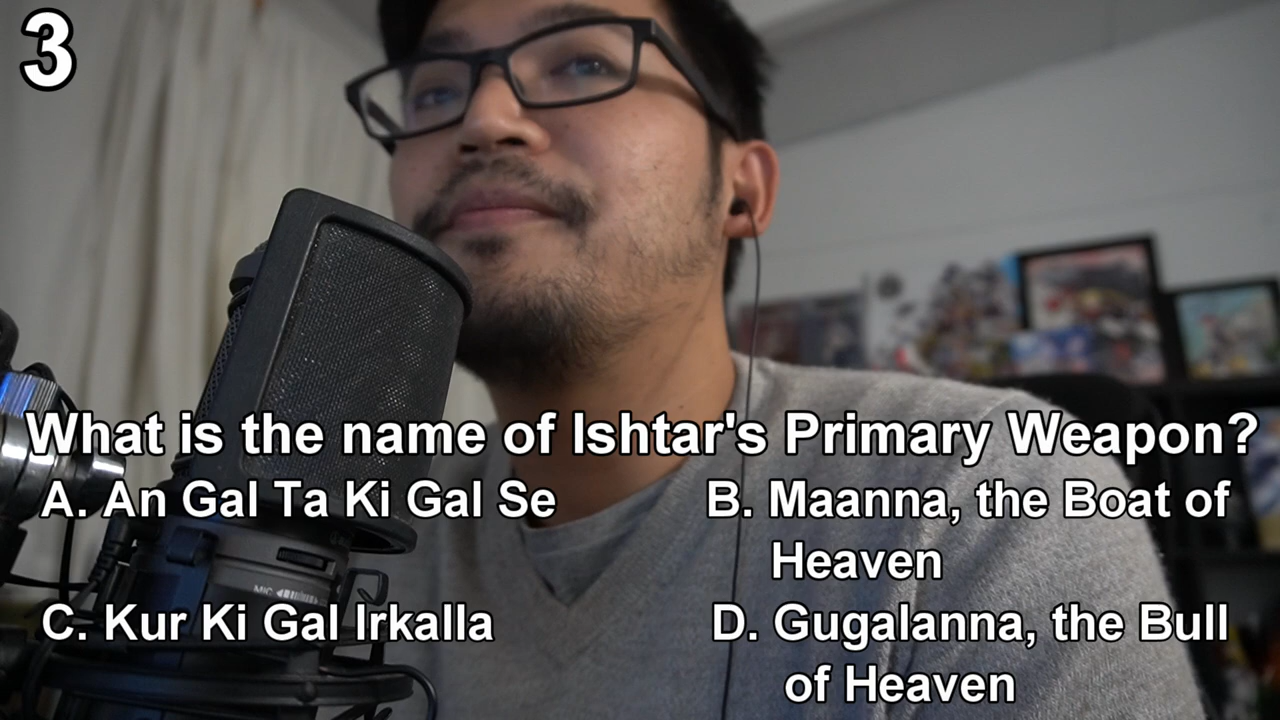 3
What is the name of Ishtar's Primary Weapon?
A. An Gal Ta Ki Gal Se
B. Maanna, the Boat of
Heaven
C. Kur Ki Gal Irkalla
D. Gugalanna, the Bull
of Heaven
MIC